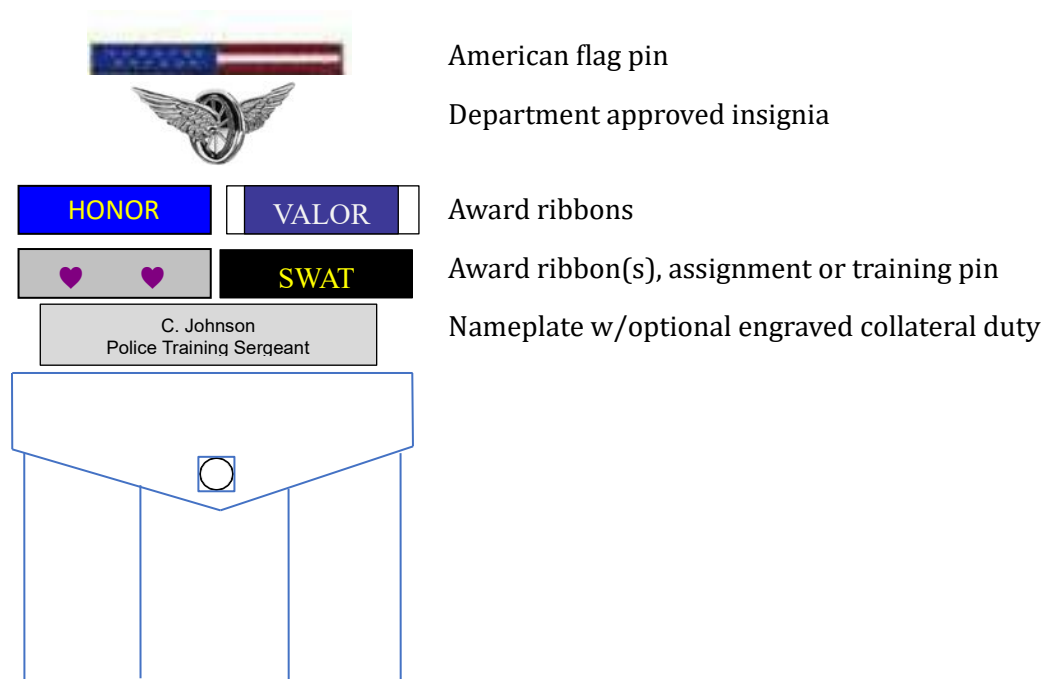 American flag pin
Department approved insignia
HONOR VALOR Award ribbons
SWAT Award ribbon(s), assignment or training pin
C. Johnson
Police Training Sergeant
Nameplate w/optional engraved collateral duty